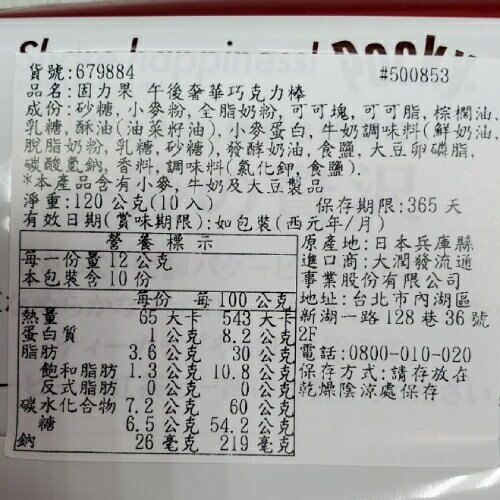 Share happiness! Pocky
貨號:679884 #500853
品名:固力果 午後奢華巧克力棒
成份:砂糖,小麥粉,全脂奶粉,可可塊,可可脂,棕櫚油,
乳糖,酥油(油菜籽油),小麥蛋白,牛奶調味料(鮮奶油,
脫脂奶粉,乳糖,砂糖),發酵奶油,食鹽,大豆卵磷脂,
碳酸氫鈉,香料,調味料(氯化鉀,食鹽).
*本產品含有小麥,牛奶及大豆製品
淨重:120公克(10入) 保存期限:365天
有效日期(賞味期限):如包裝(西元年/月)
營養標示
每一份量12公克
本包裝含10份
每份 每100公克
熱量 65 大卡 543 大卡
蛋白質 1 公克 8.2 公克
脂肪 3.6 公克 30 公克
飽和脂肪 1.3 公克 10.8 公克
反式脂肪 0 公克 0 公克
碳水化合物 7.2 公克 60 公克
糖 6.5 公克 54.2 公克
鈉 26 毫克 219 毫克
原產地:日本兵庫縣
進口商:大潤發流通
事業股份有限公司
地址:台北市內湖區
新湖一路128巷36號
2F
電話:0800-010-020
保存方式:請存放在
乾燥陰涼處保存